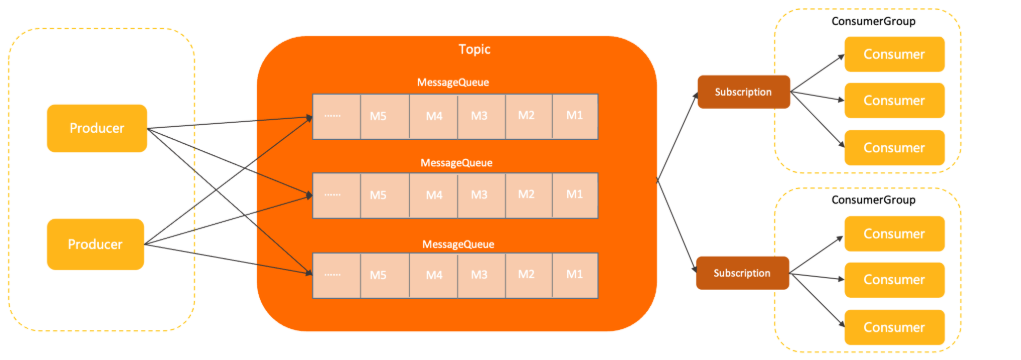 Producer
Producer
Topic
MessageQueue
...... M5 M4 M3 M2 M1
MessageQueue
...... M5 M4 M3 M2 M1
MessageQueue
...... M5 M4 M3 M2 M1
Subscription
ConsumerGroup
Consumer
Consumer
Consumer
Subscription
ConsumerGroup
Consumer
Consumer
Consumer